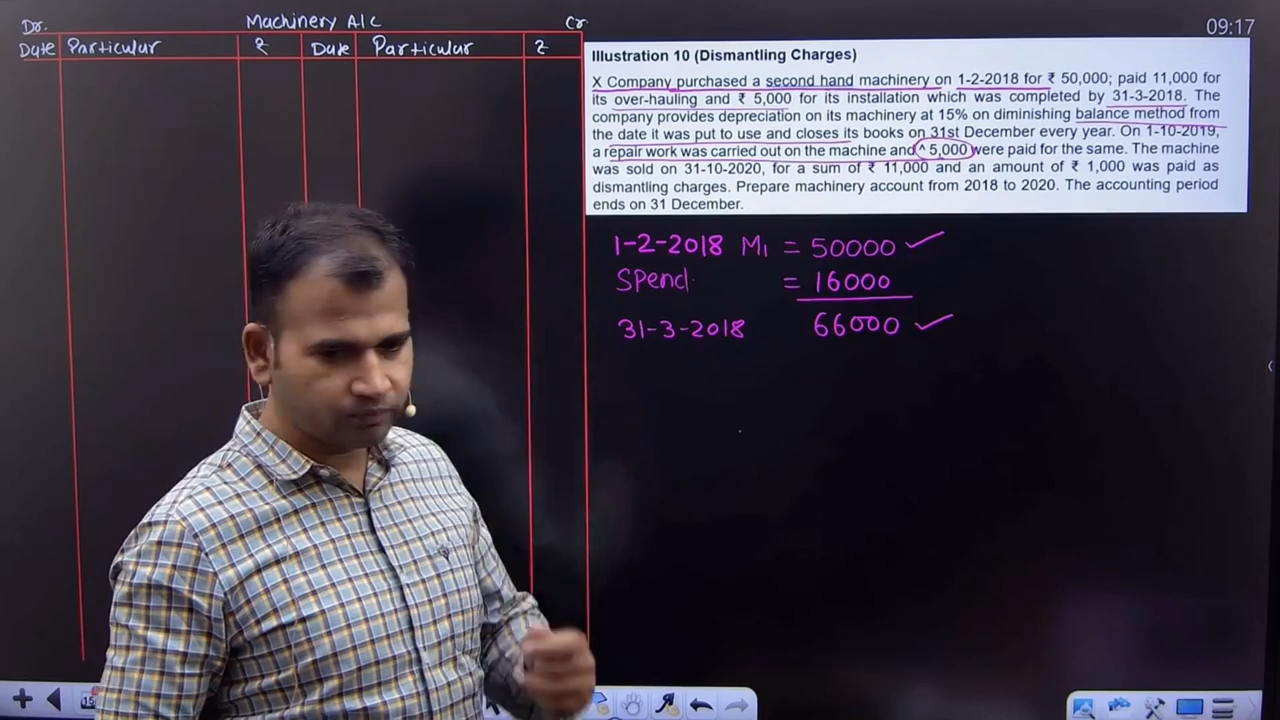 09:17
Dr. Machinery A/C Cr.
Date Particular ₹ Date Particular ₹
Illustration 10 (Dismantling Charges)
X Company purchased a second hand machinery on 1-2-2018 for ₹ 50,000; paid 11,000 for
its over-hauling and ₹ 5,000 for its installation which was completed by 31-3-2018. The
company provides depreciation on its machinery at 15% on diminishing balance method from
the date it was put to use and closes its books on 31st December every year. On 1-10-2019,
a repair work was carried out on the machine and ^ 5,000 were paid for the same. The machine
was sold on 31-10-2020, for a sum of ₹ 11,000 and an amount of ₹ 1,000 was paid as
dismantling charges. Prepare machinery account from 2018 to 2020. The accounting period
ends on 31 December.
1-2-2018 M1 = 50000 ✓
Spend = 16000
31-3-2018 66000 ✓
15